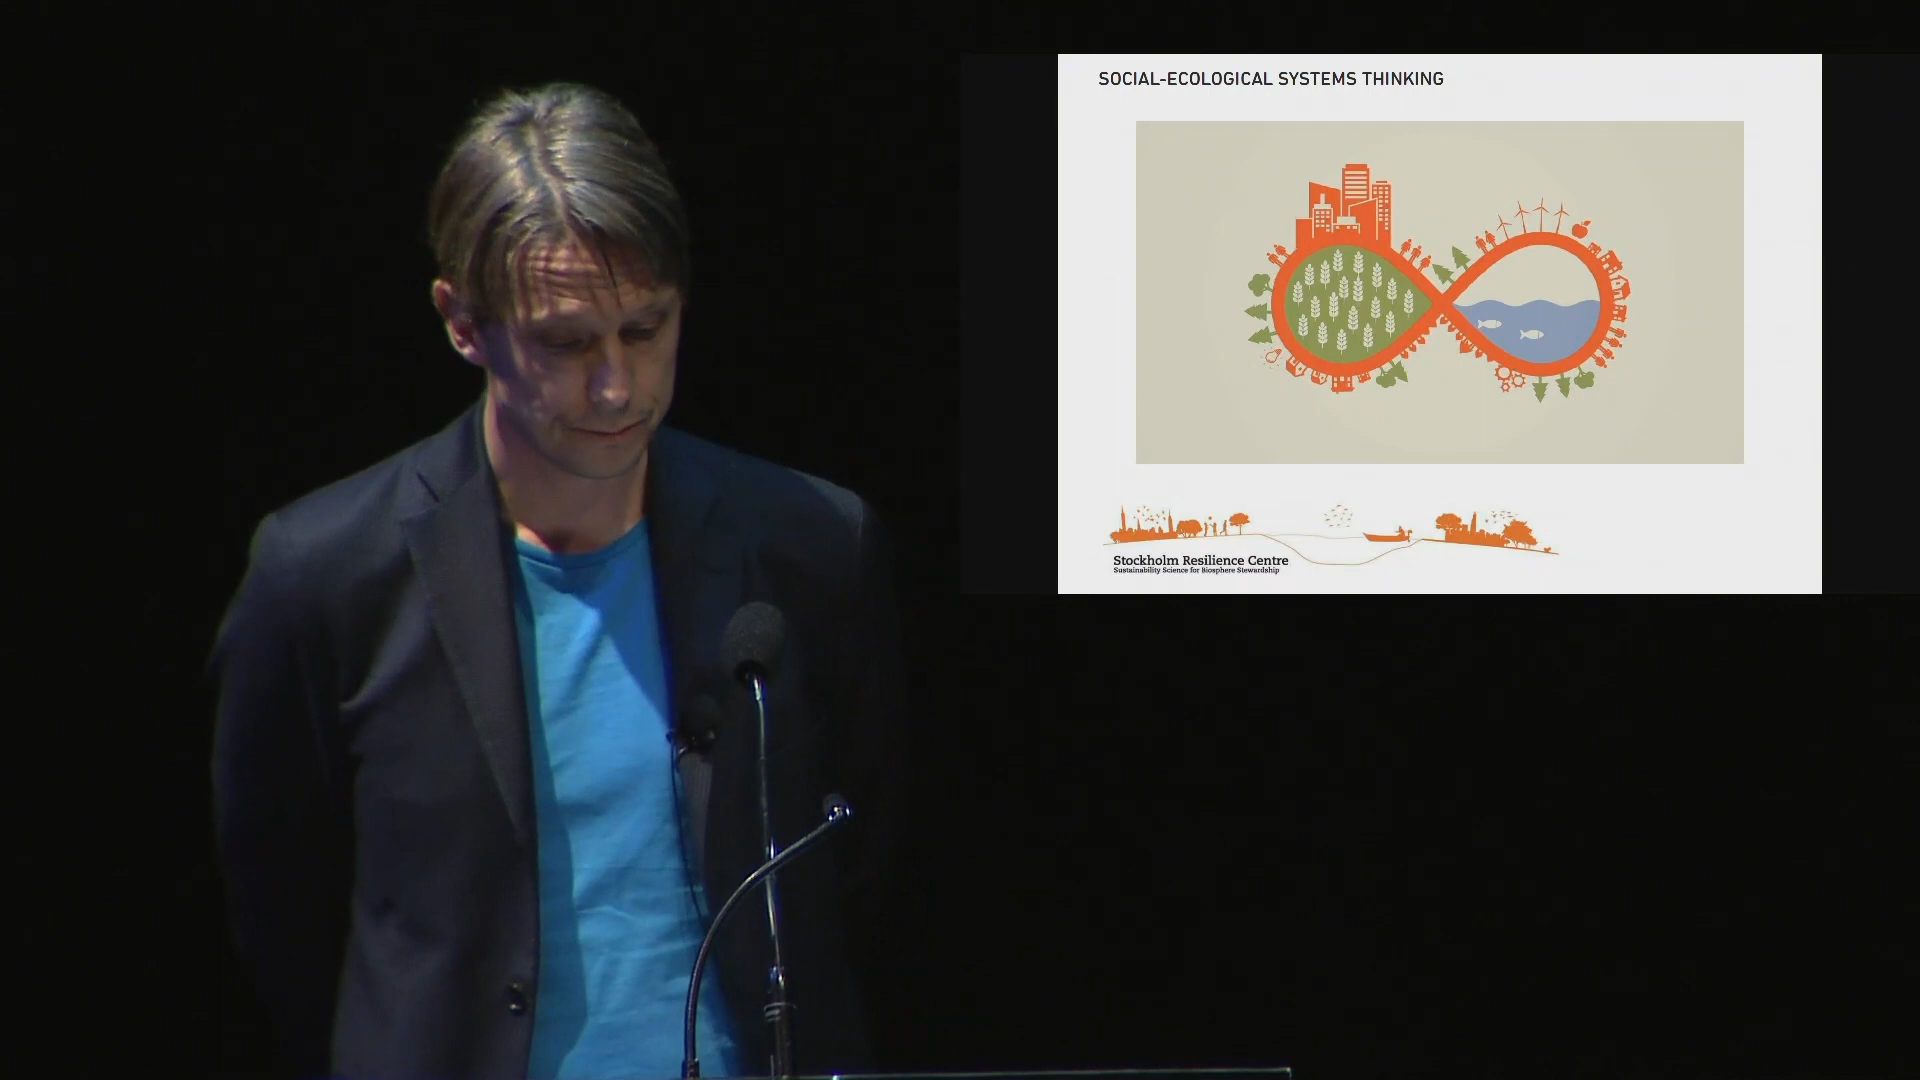 SOCIAL-ECOLOGICAL SYSTEMS THINKING
Stockholm Resilience Centre
Sustainability Science for Biosphere Stewardship